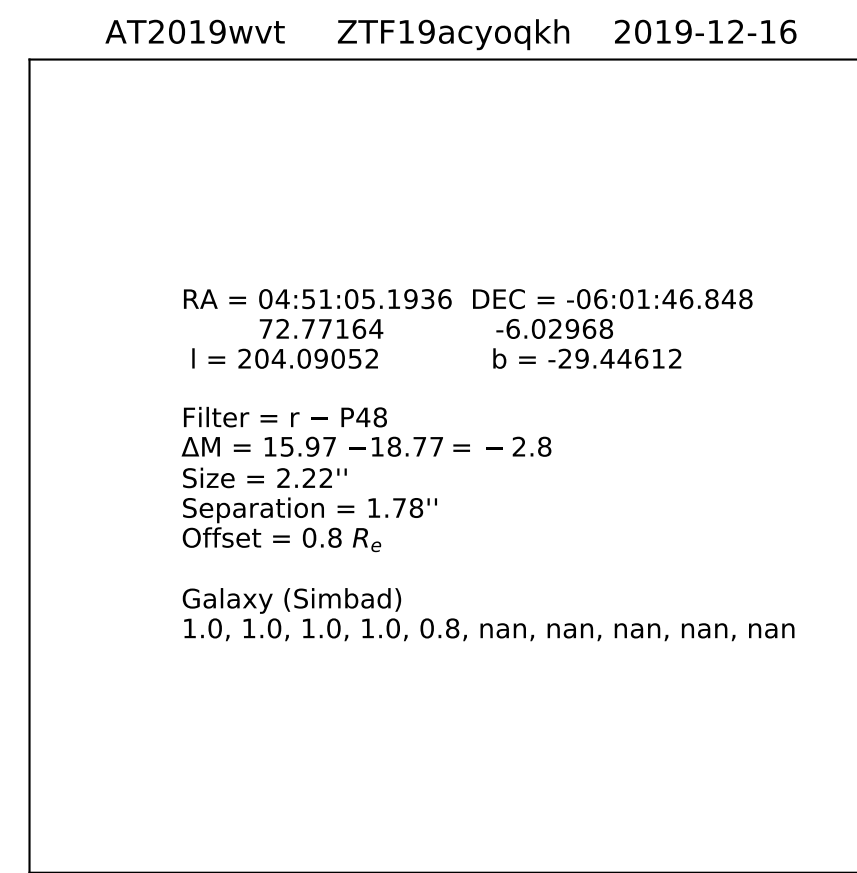 AT2019wvt ZTF19acyoqkh 2019-12-16
RA = 04:51:05.1936 DEC = -06:01:46.848
72.77164 -6.02968
l = 204.09052 b = -29.44612
Filter = r − P48
ΔM = 15.97 −18.77 = − 2.8
Size = 2.22''
Separation = 1.78''
Offset = 0.8 Rₑ
Galaxy (Simbad)
1.0, 1.0, 1.0, 1.0, 0.8, nan, nan, nan, nan, nan